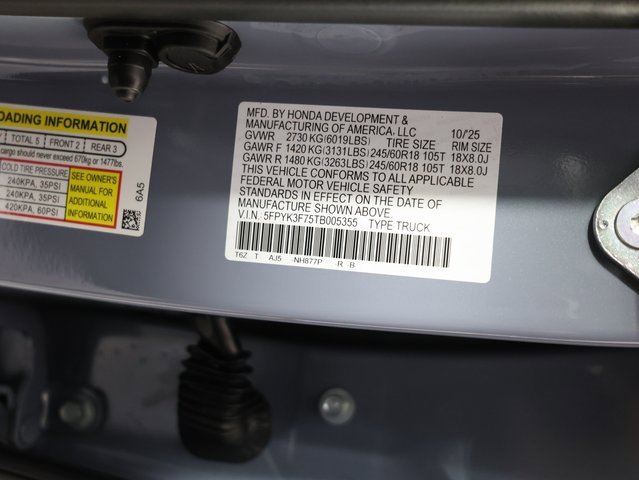 OADING INFORMATION
TOTAL 5 FRONT 2 REAR 3
cargo should never exceed 670kg or 1477lbs.
COLD TIRE PRESSURE
240KPA, 35PSI
240KPA, 35PSI
420KPA, 60PSI
SEE OWNER'S
MANUAL FOR
ADDITIONAL
INFORMATION
6A5
MFD. BY HONDA DEVELOPMENT &
MANUFACTURING OF AMERICA, LLC 10/'25
GVWR 2730 KG(6019LBS) TIRE SIZE RIM SIZE
GAWR F 1420 KG(3131LBS) 245/60R18 105T 18X8.0J
GAWR R 1480 KG(3263LBS) 245/60R18 105T 18X8.0J
THIS VEHICLE CONFORMS TO ALL APPLICABLE
FEDERAL MOTOR VEHICLE SAFETY
STANDARDS IN EFFECT ON THE DATE OF
MANUFACTURE SHOWN ABOVE.
V.I.N. 5FPYK3F75TB005355 TYPE TRUCK
T6Z T AJ5 -NH877P -R -B